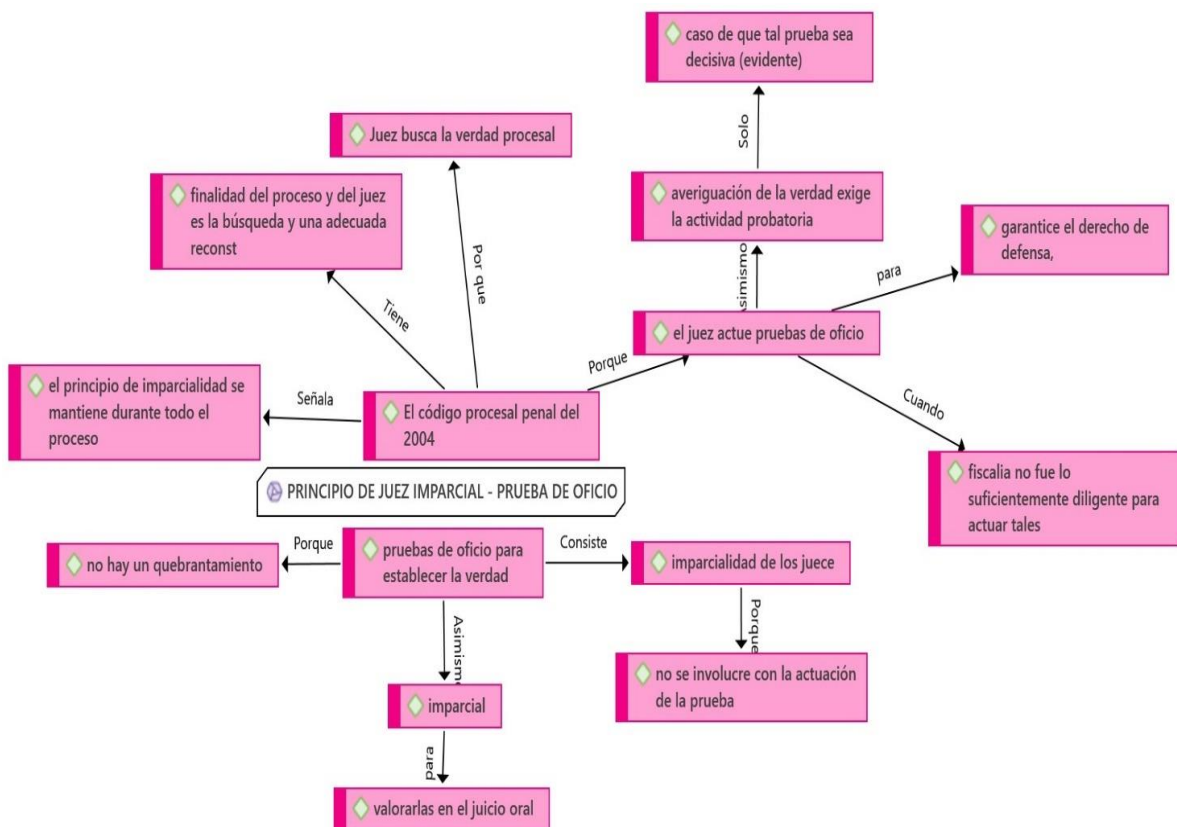 caso de que tal prueba sea
decisiva (evidente)
Solo
Juez busca la verdad procesal
averiguación de la verdad exige
la actividad probatoria
finalidad del proceso y del juez
es la búsqueda y una adecuada
reconst
garantice el derecho de
defensa,
Por que
Asimismo
para
Tiene
el juez actue pruebas de oficio
Porque
el principio de imparcialidad se
mantiene durante todo el
proceso
Señala
El código procesal penal del
2004
Cuando
fiscalia no fue lo
suficientemente diligente para
actuar tales
PRINCIPIO DE JUEZ IMPARCIAL - PRUEBA DE OFICIO
no hay un quebrantamiento
Porque
pruebas de oficio para
establecer la verdad
Consiste
imparcialidad de los juece
Asimismo
Porque
no se involucre con la actuación
de la prueba
imparcial
para
valorarlas en el juicio oral